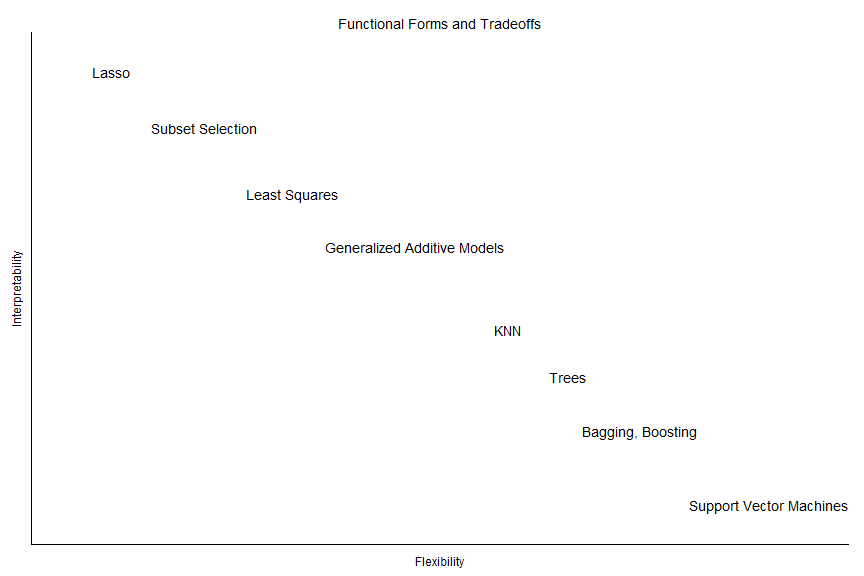 Functional Forms and Tradeoffs
Lasso
Subset Selection
Least Squares
Generalized Additive Models
KNN
Trees
Bagging, Boosting
Support Vector Machines
Interpretability
Flexibility